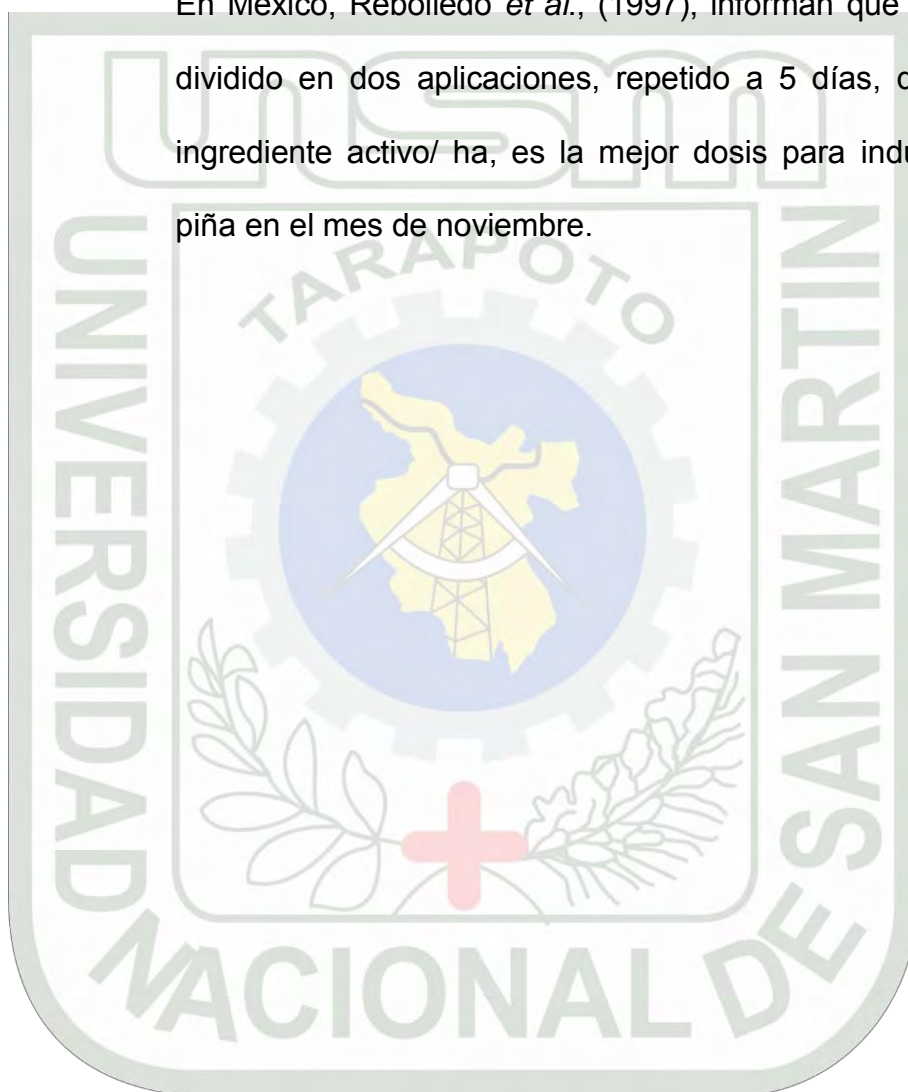 En México, Rebolledo et al., (1997), informan que
dividido en dos aplicaciones, repetido a 5 días,
ingrediente activo/ ha, es la mejor dosis para
piña en el mes de noviembre.
unsm
TARAPOTO
UNIVERSIDAD
NACIONAL DE
SAN MARTIN